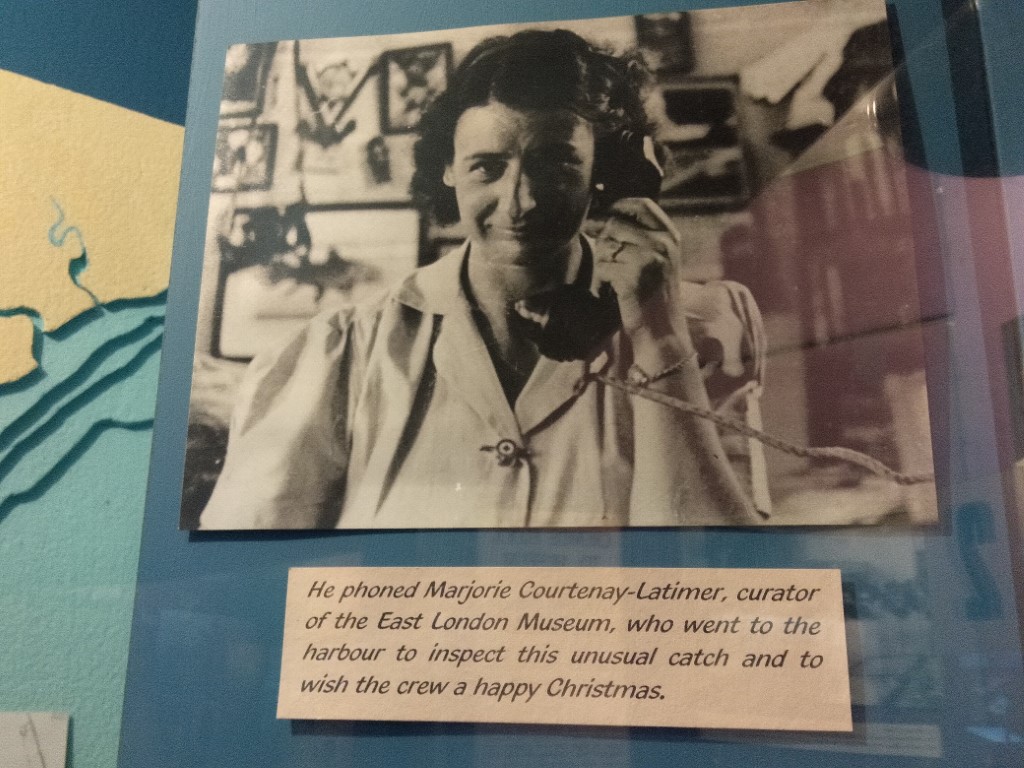 He phoned Marjorie Courtenay-Latimer, curator
of the East London Museum, who went to the
harbour to inspect this unusual catch and to
wish the crew a happy Christmas.